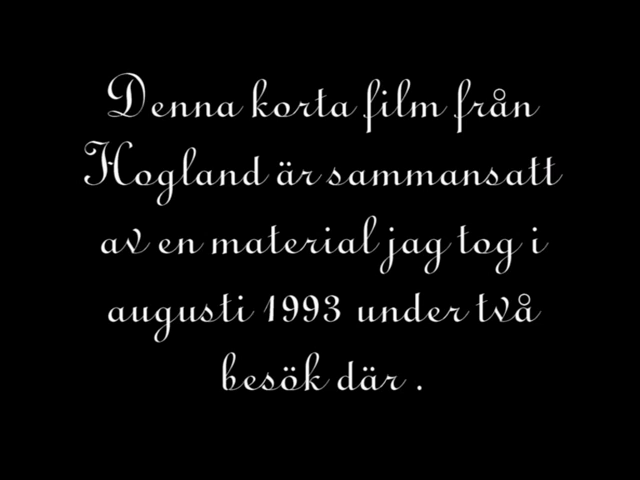 Denna korta film från
Hogland är sammansatt
av en material jag tog i
augusti 1993 under två
besök där .